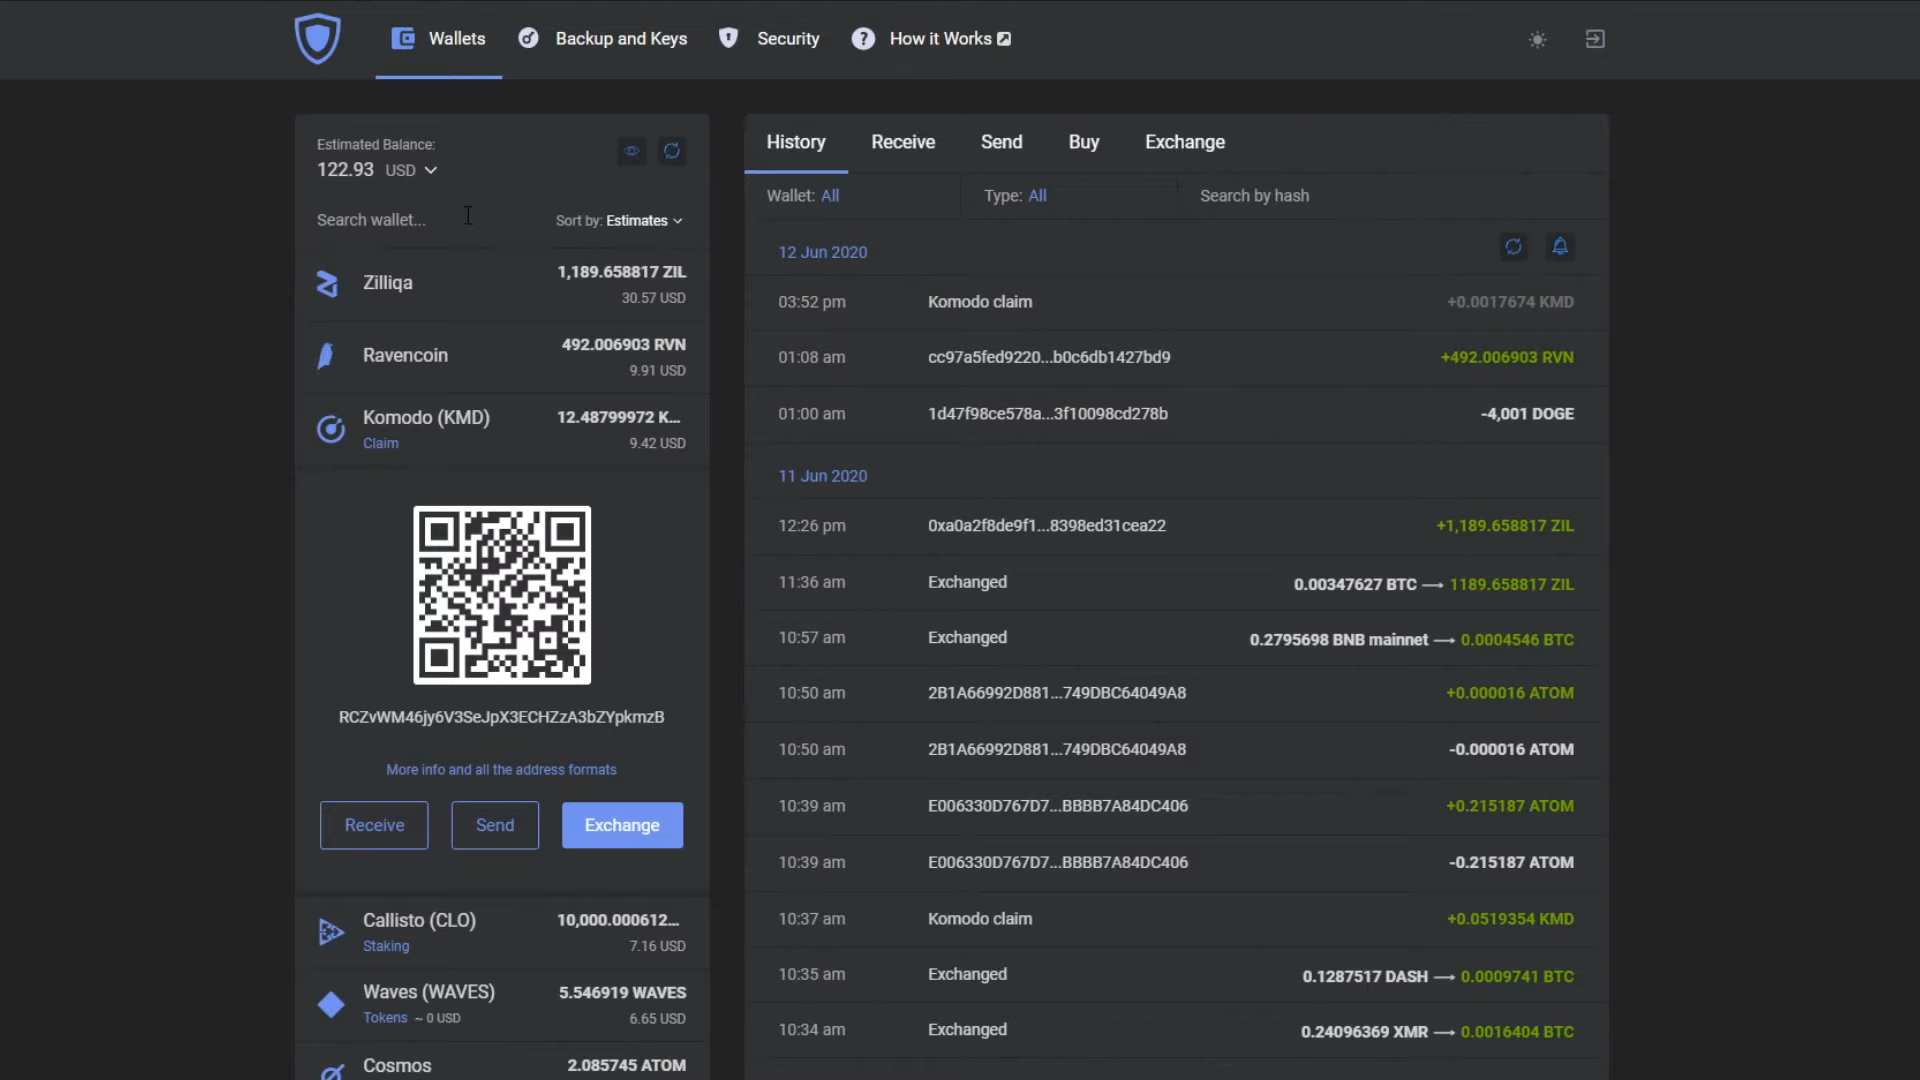 Wallets
Backup and Keys
Security
How it Works
Estimated Balance:
122.93 USD
Search wallet...
Sort by: Estimates
Zilliqa
1,189.658817 ZIL
30.57 USD
Ravencoin
492.006903 RVN
9.91 USD
Komodo (KMD)
12.48799972 K...
Claim
9.42 USD
RCZvWM46jy6V3SeJpX3ECHZzA3bZYpkmzB
More info and all the address formats
Receive
Send
Exchange
Callisto (CLO)
10,000.000612...
Staking
7.16 USD
Waves (WAVES)
5.546919 WAVES
Tokens ~ 0 USD
6.65 USD
Cosmos
2.085745 ATOM
History
Receive
Send
Buy
Exchange
Wallet: All
Type: All
Search by hash
12 Jun 2020
03:52 pm Komodo claim +0.0017674 KMD
01:08 am cc97a5fed9220...b0c6db1427bd9 +492.006903 RVN
01:00 am 1d47f98ce578a...3f10098cd278b -4,001 DOGE
11 Jun 2020
12:26 pm 0xa0a2f8de9f1...8398ed31cea22 +1,189.658817 ZIL
11:36 am Exchanged 0.00347627 BTC → 1189.658817 ZIL
10:57 am Exchanged 0.2795698 BNB mainnet → 0.0004546 BTC
10:50 am 2B1A66992D881...749DBC64049A8 +0.000016 ATOM
10:50 am 2B1A66992D881...749DBC64049A8 -0.000016 ATOM
10:39 am E006330D767D7...BBBB7A84DC406 +0.215187 ATOM
10:39 am E006330D767D7...BBBB7A84DC406 -0.215187 ATOM
10:37 am Komodo claim +0.0519354 KMD
10:35 am Exchanged 0.1287517 DASH → 0.0009741 BTC
10:34 am Exchanged 0.24096369 XMR → 0.0016404 BTC